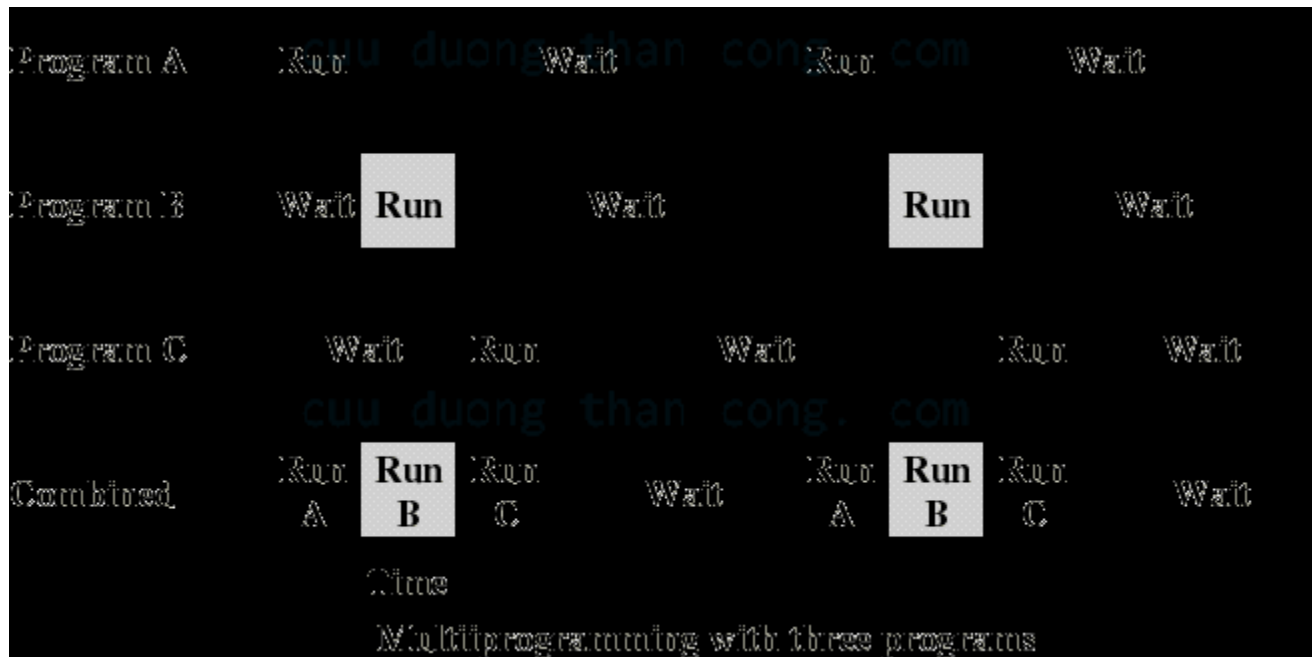 cuu duong than cong. com
Program A Run Wait Run Wait
Program B Wait Run Wait Run Wait
Program C Wait Run Wait Run Wait
cuu duong than cong. com
Combined Run Run Run Wait Run Run Run Wait
A B C A B C
Time
Multiprogramming with three programs